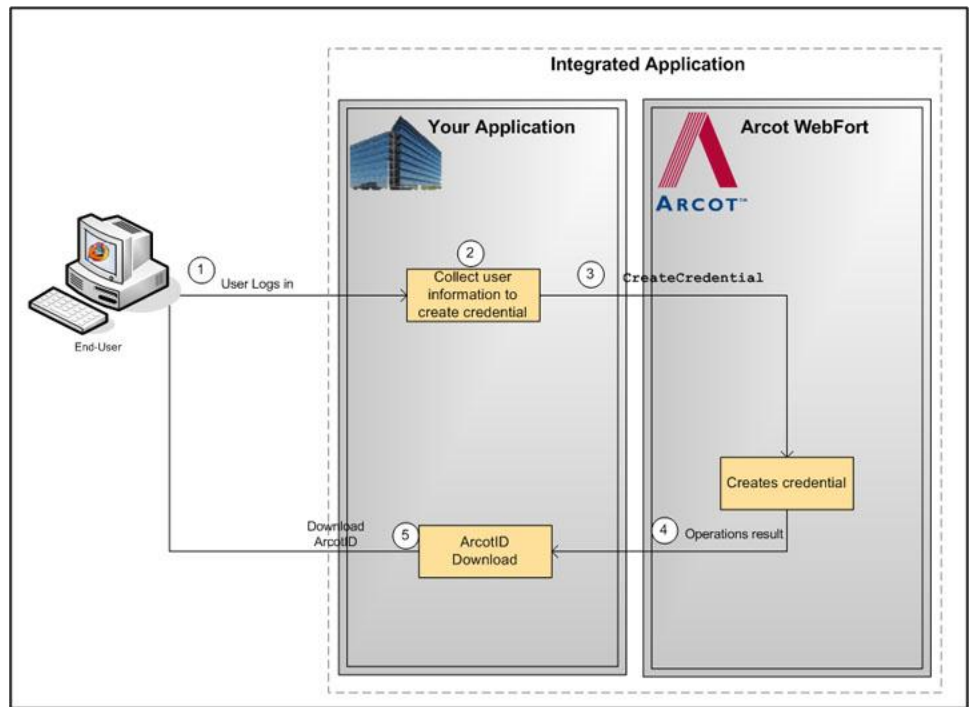 Integrated Application
Your Application
Arcot WebFort
ARCOT™
1
User Logs in
2
Collect user
information to
create credential
3
CreateCredential
End-User
Creates credential
4
Operations result
5
ArcotID
Download
Download
ArcotID